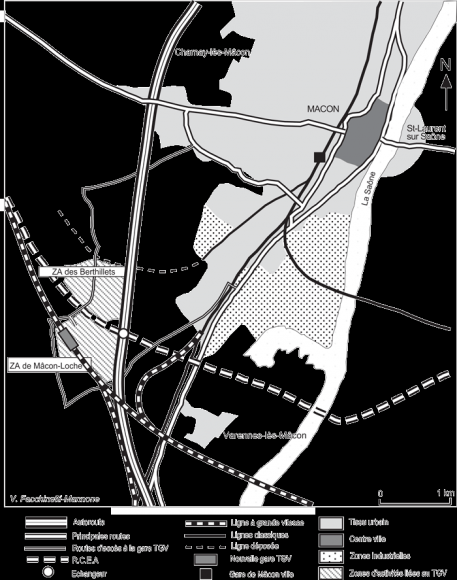 Charnay-lès-Mâcon
N
MACON
St-Laurent
sur Saône
La Saône
ZA des Berthillets
ZA de Mâcon-Loché
Varennes-lès-Mâcon
V. Facchinetti-Mannone
0 1 km
Autoroute
Principales routes
Routes d'accès à la gare TGV
R.C.E.A
Echangeur
Ligne à grande vitesse
Lignes classiques
Ligne déposée
Nouvelle gare TGV
Gare de Mâcon ville
Tissu urbain
Centre ville
Zones industrielles
Zones d'activité liées au TGV